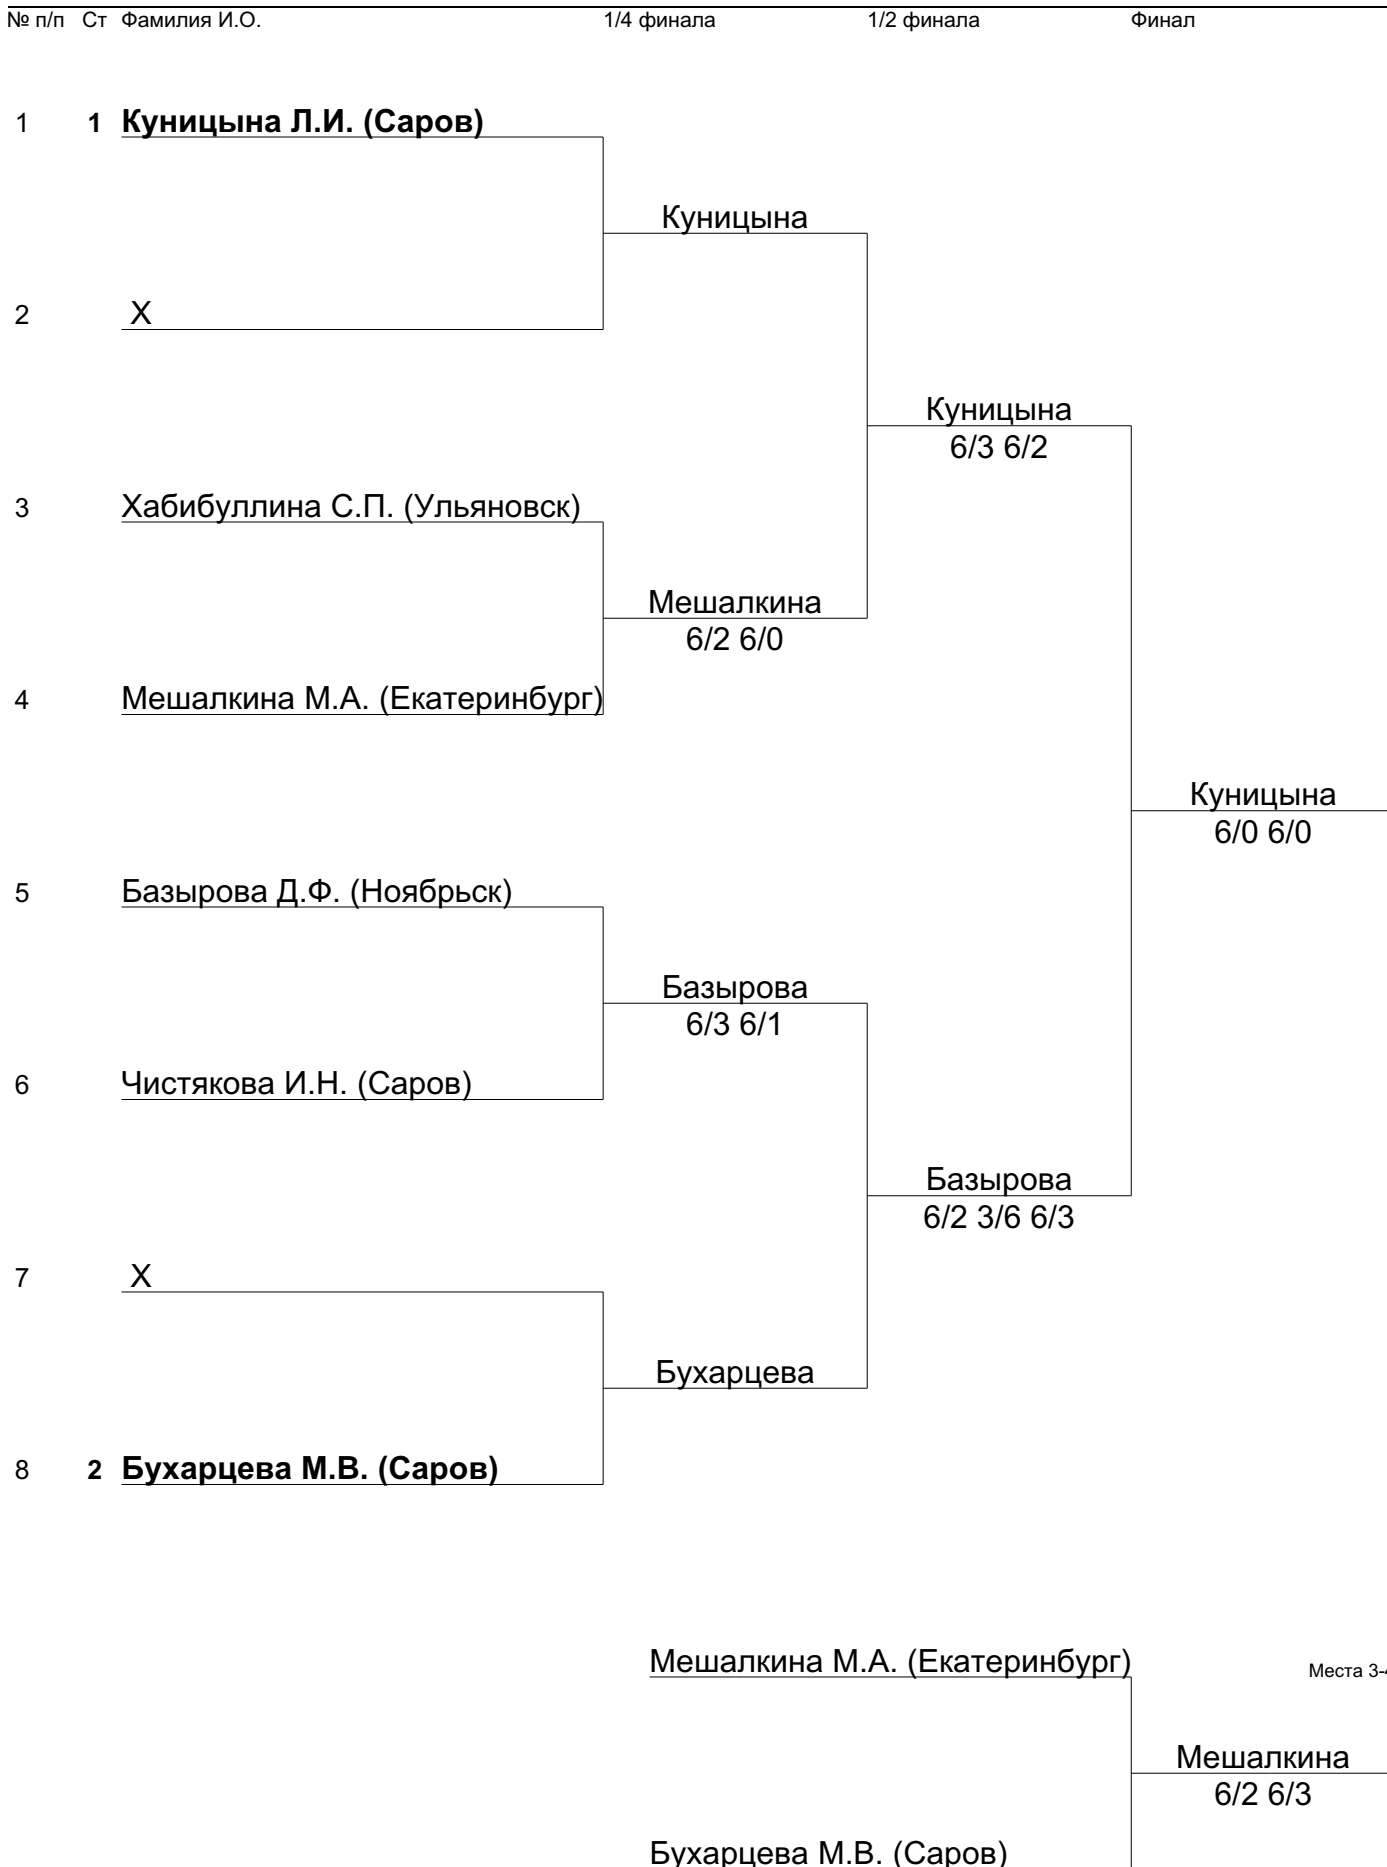 № п/п Ст Фамилия И.О. 1/4 финала 1/2 финала Финал
1 1 Куницына Л.И. (Саров)
Куницына
2 X
Куницына
6/3 6/2
3 Хабибуллина С.П. (Ульяновск)
Мешалкина
6/2 6/0
4 Мешалкина М.А. (Екатеринбург)
Куницына
6/0 6/0
5 Базырова Д.Ф. (Ноябрьск)
Базырова
6/3 6/1
6 Чистякова И.Н. (Саров)
Базырова
6/2 3/6 6/3
7 X
Бухарцева
8 2 Бухарцева М.В. (Саров)
Мешалкина М.А. (Екатеринбург) Места 3-4
Мешалкина
6/2 6/3
Бухарцева М.В. (Саров)